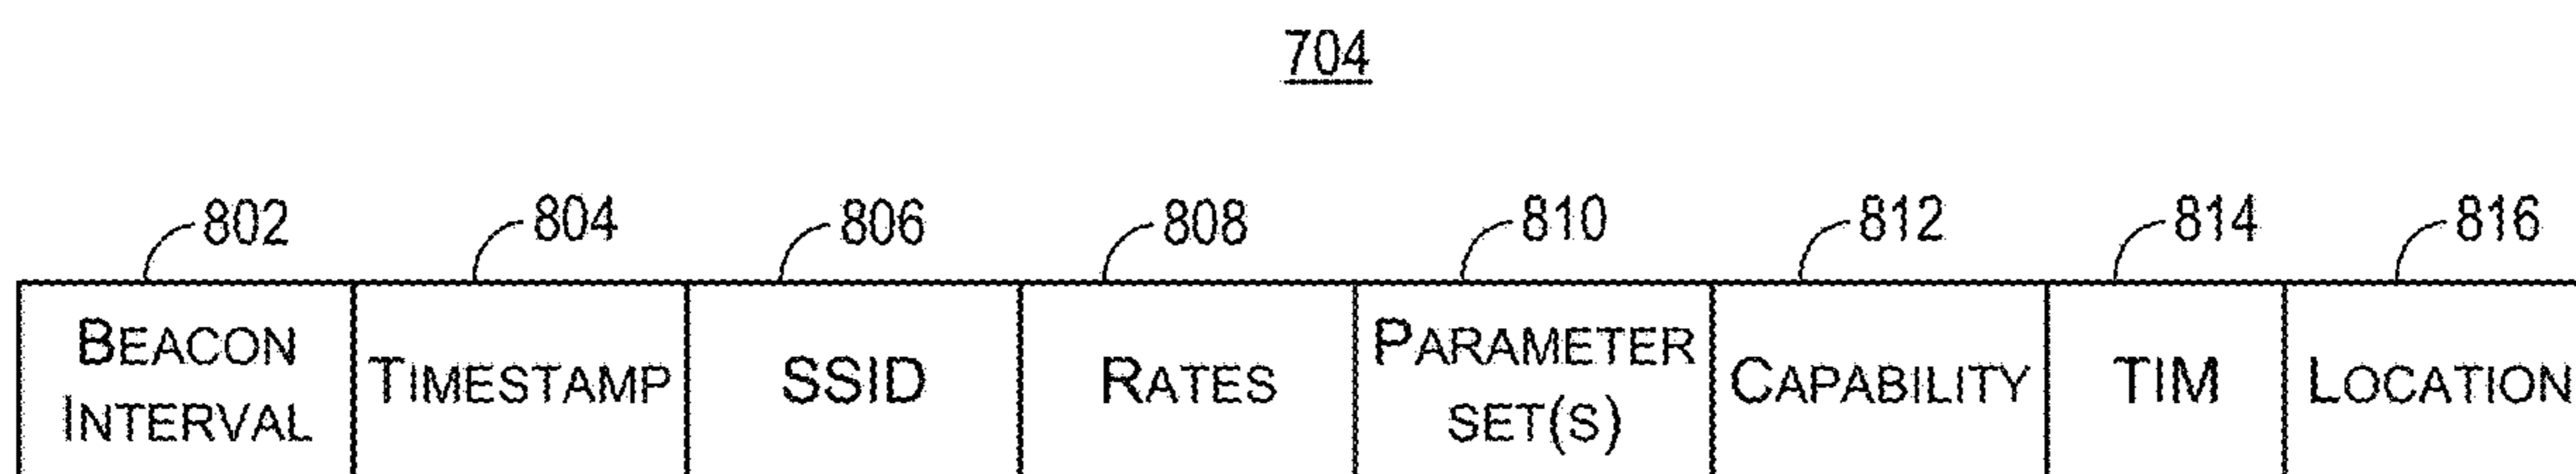 704
802 804 806 808 810 812 814 816
BEACON INTERVAL TIMESTAMP SSID RATES PARAMETER SET(S) CAPABILITY TIM LOCATION